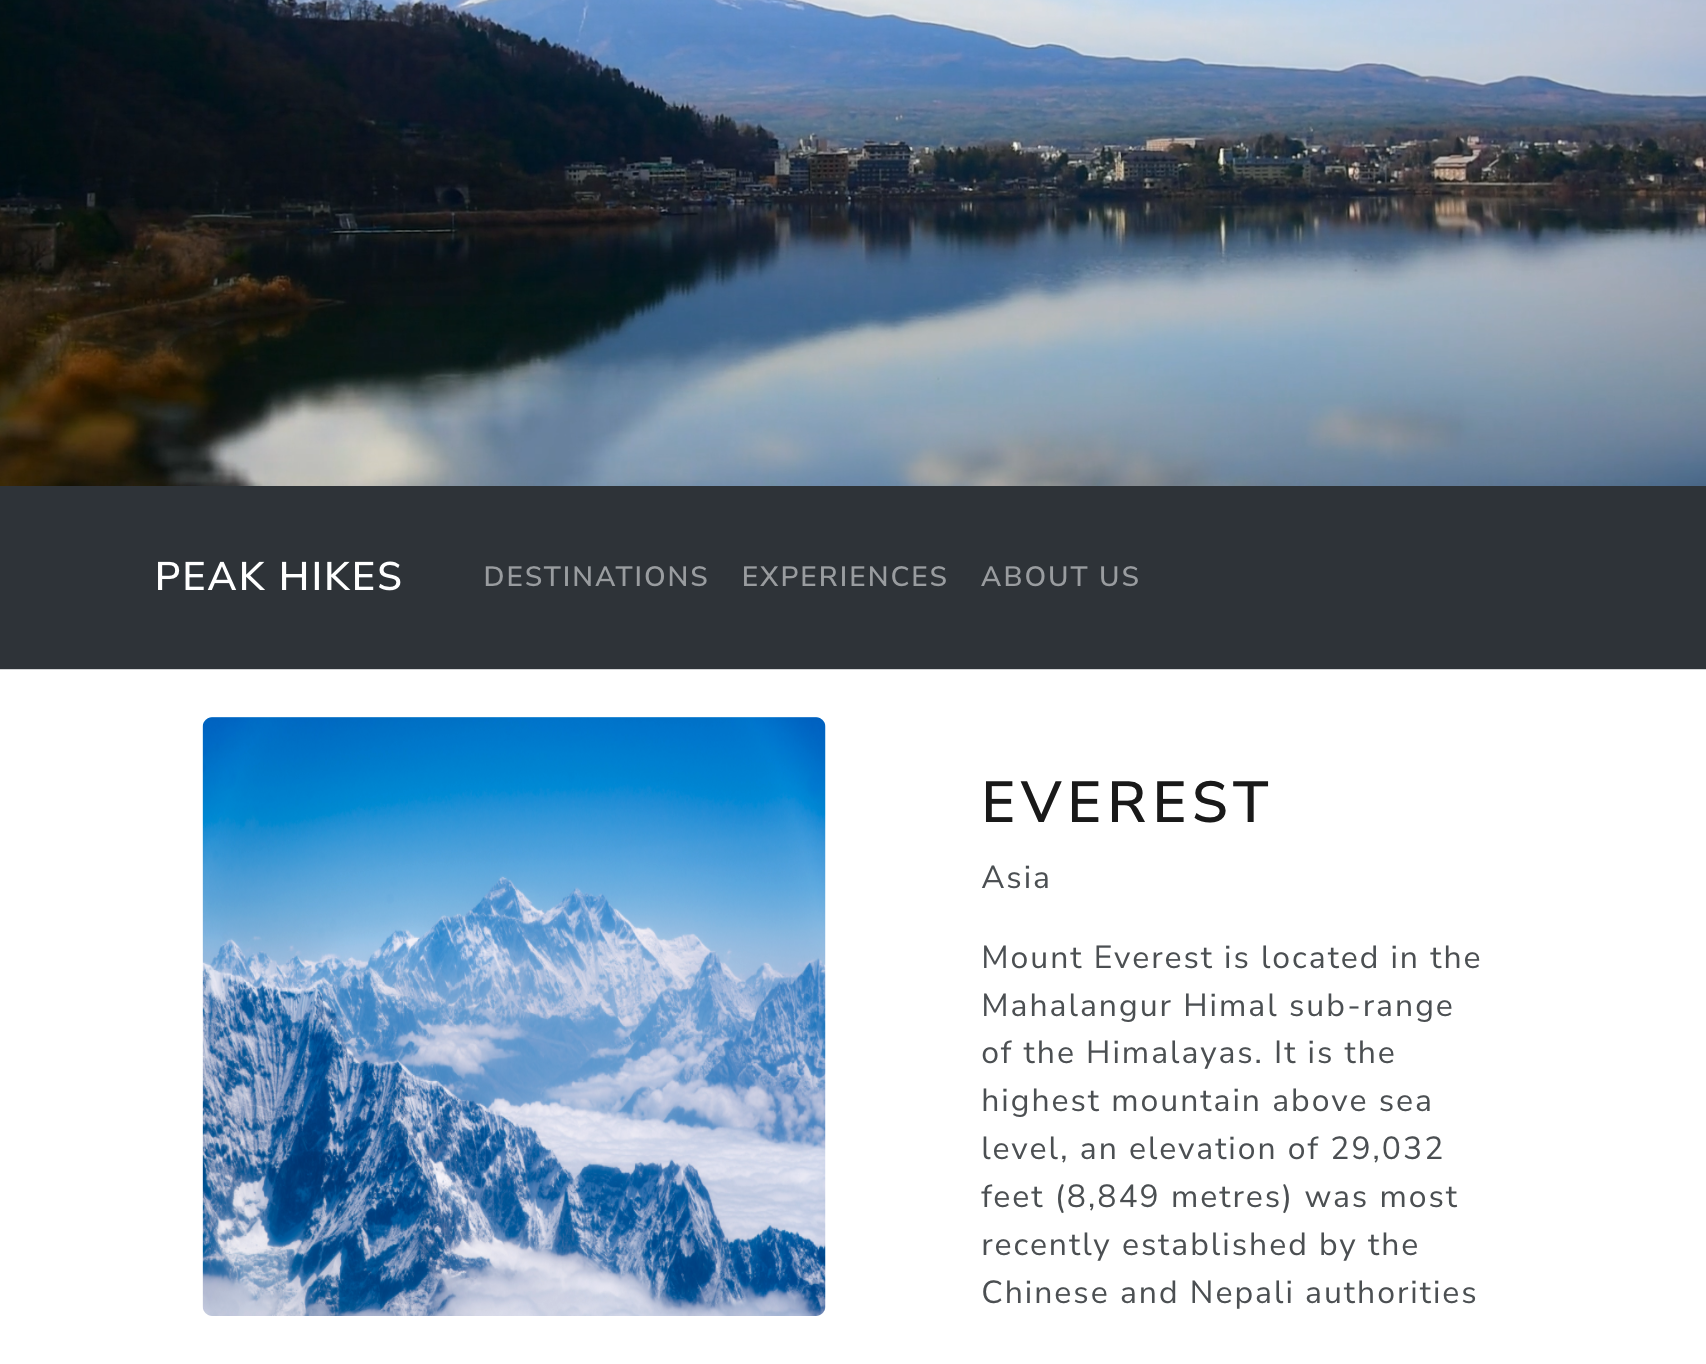 PEAK HIKES DESTINATIONS EXPERIENCES ABOUT US
EVEREST
Asia
Mount Everest is located in the
Mahalangur Himal sub-range
of the Himalayas. It is the
highest mountain above sea
level, an elevation of 29,032
feet (8,849 metres) was most
recently established by the
Chinese and Nepali authorities